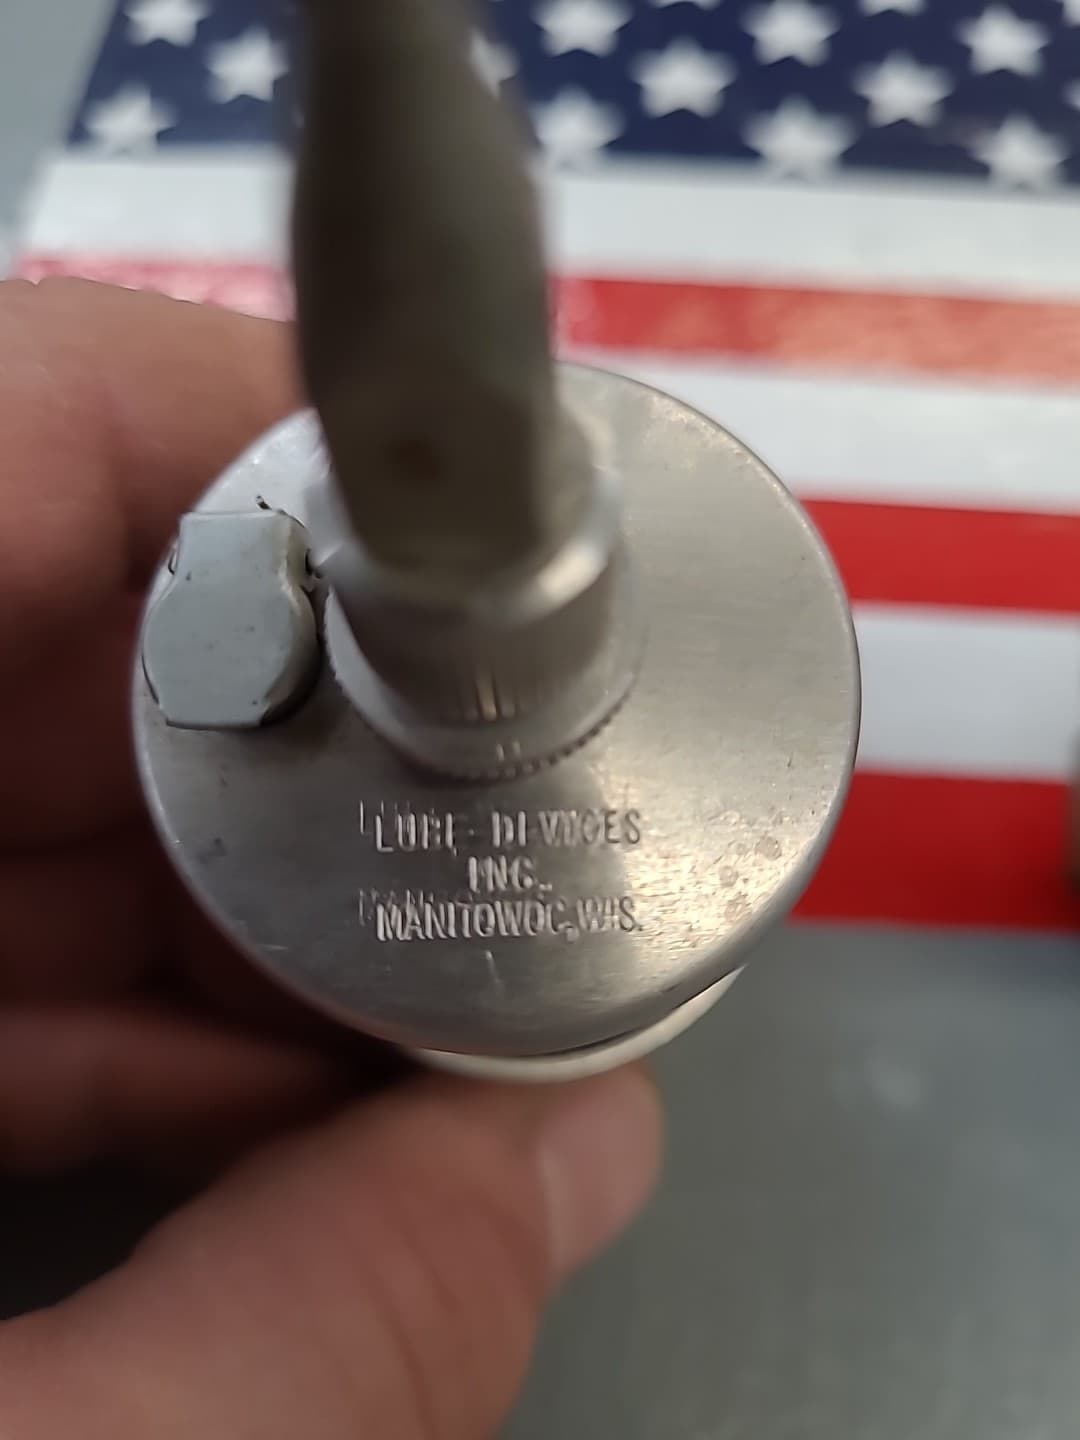 LUBE DEVICES
INC.
MANITOWOC, WIS.